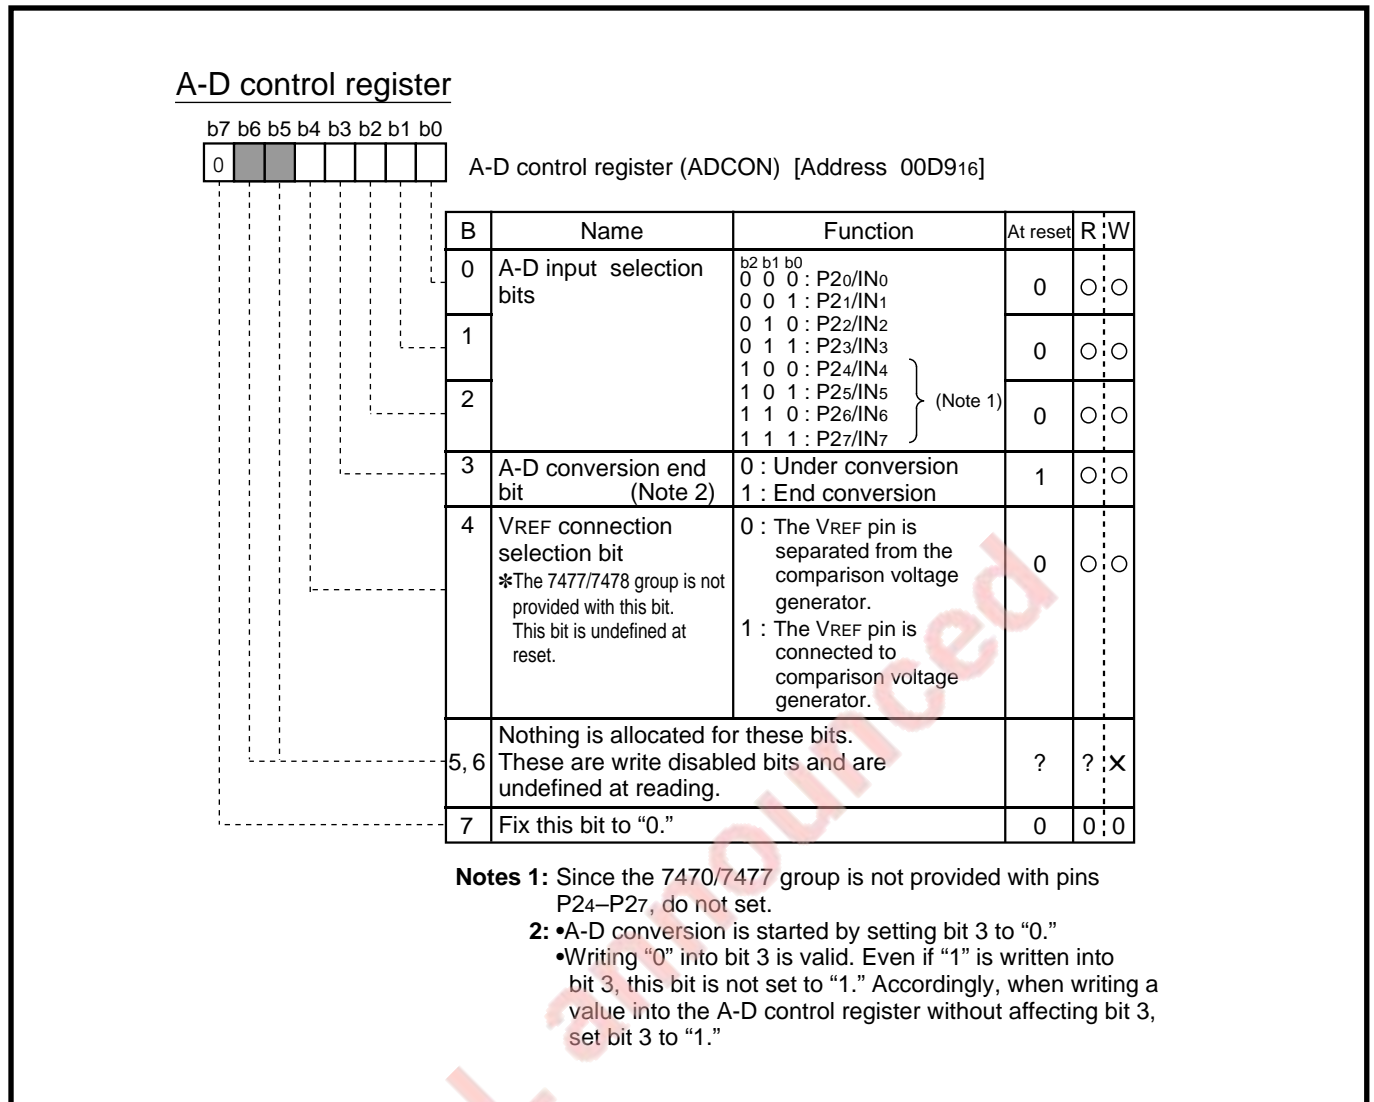 A-D control register
b7 b6 b5 b4 b3 b2 b1 b0
0
A-D control register (ADCON) [Address 00D916]
B Name Function At reset R W
0 A-D input selection bits
b2 b1 b0
0 0 0 : P20/IN0
0 0 1 : P21/IN1
0 1 0 : P22/IN2
0 1 1 : P23/IN3
1 0 0 : P24/IN4
1 0 1 : P25/IN5
1 1 0 : P26/IN6
1 1 1 : P27/IN7
(Note 1)
0 ○ ○
1
0 ○ ○
2
0 ○ ○
3 A-D conversion end
bit (Note 2)
0 : Under conversion
1 : End conversion
1 ○ ○
4 VREF connection
selection bit
✽The 7477/7478 group is not
provided with this bit.
This bit is undefined at
reset.
0 : The VREF pin is
separated from the
comparison voltage
generator.
1 : The VREF pin is
connected to
comparison voltage
generator.
0 ○ ○
5, 6 Nothing is allocated for these bits.
These are write disabled bits and are
undefined at reading.
? ? ×
7 Fix this bit to “0.” 0 0 0
Notes 1: Since the 7470/7477 group is not provided with pins
P24–P27, do not set.
2: •A-D conversion is started by setting bit 3 to “0.”
•Writing “0” into bit 3 is valid. Even if “1” is written into
bit 3, this bit is not set to “1.” Accordingly, when writing a
value into the A-D control register without affecting bit 3,
set bit 3 to “1.”
announced